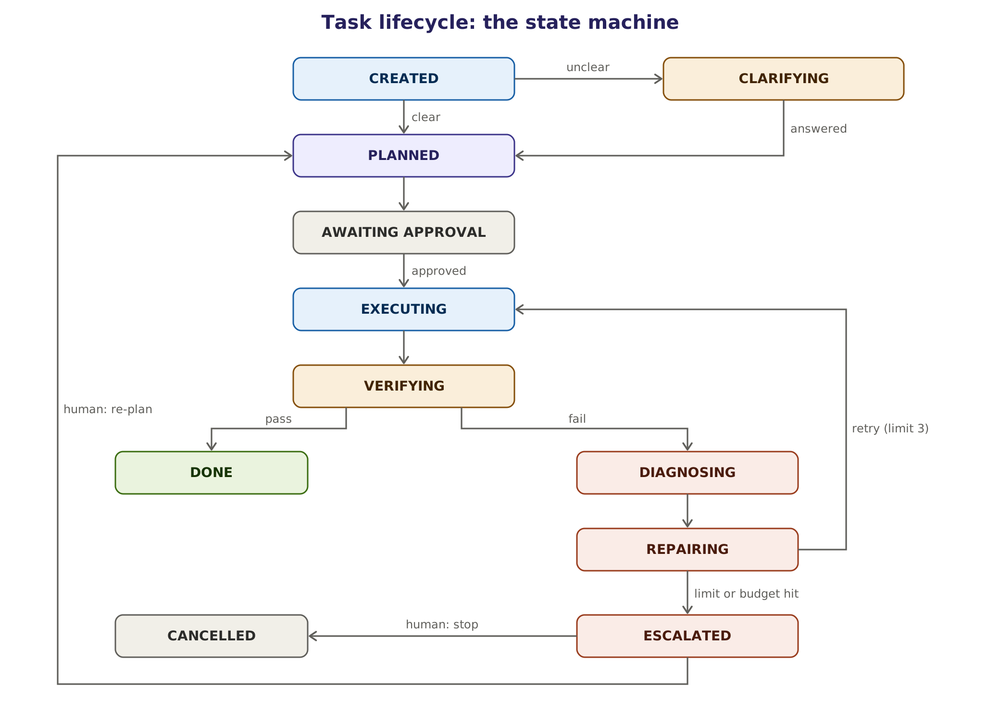 Task lifecycle: the state machine
CREATED
unclear
CLARIFYING
clear
answered
PLANNED
AWAITING APPROVAL
approved
EXECUTING
VERIFYING
human: re-plan
pass
fail
retry (limit 3)
DONE
DIAGNOSING
REPAIRING
limit or budget hit
human: stop
CANCELLED
ESCALATED